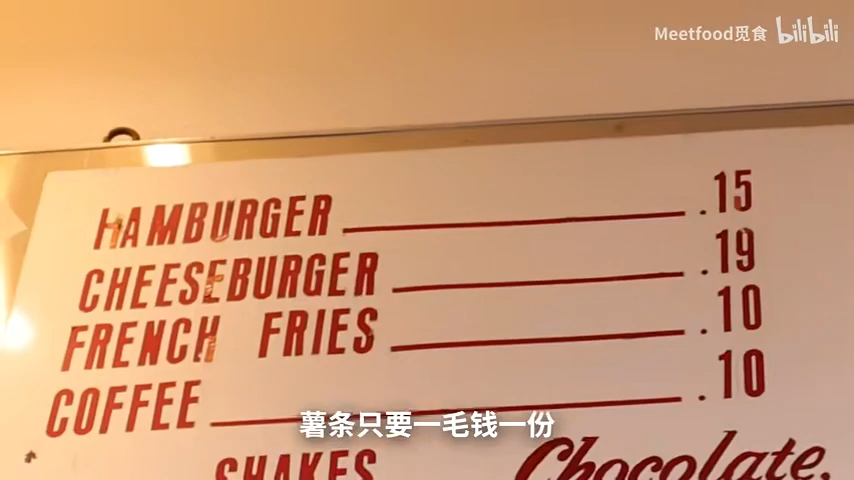 Meetfood觅食 bilibili
HAMBURGER .15
CHEESEBURGER .19
FRENCH FRIES .10
COFFEE .10
薯条只要一毛钱一份
SHAKES Chocolate,